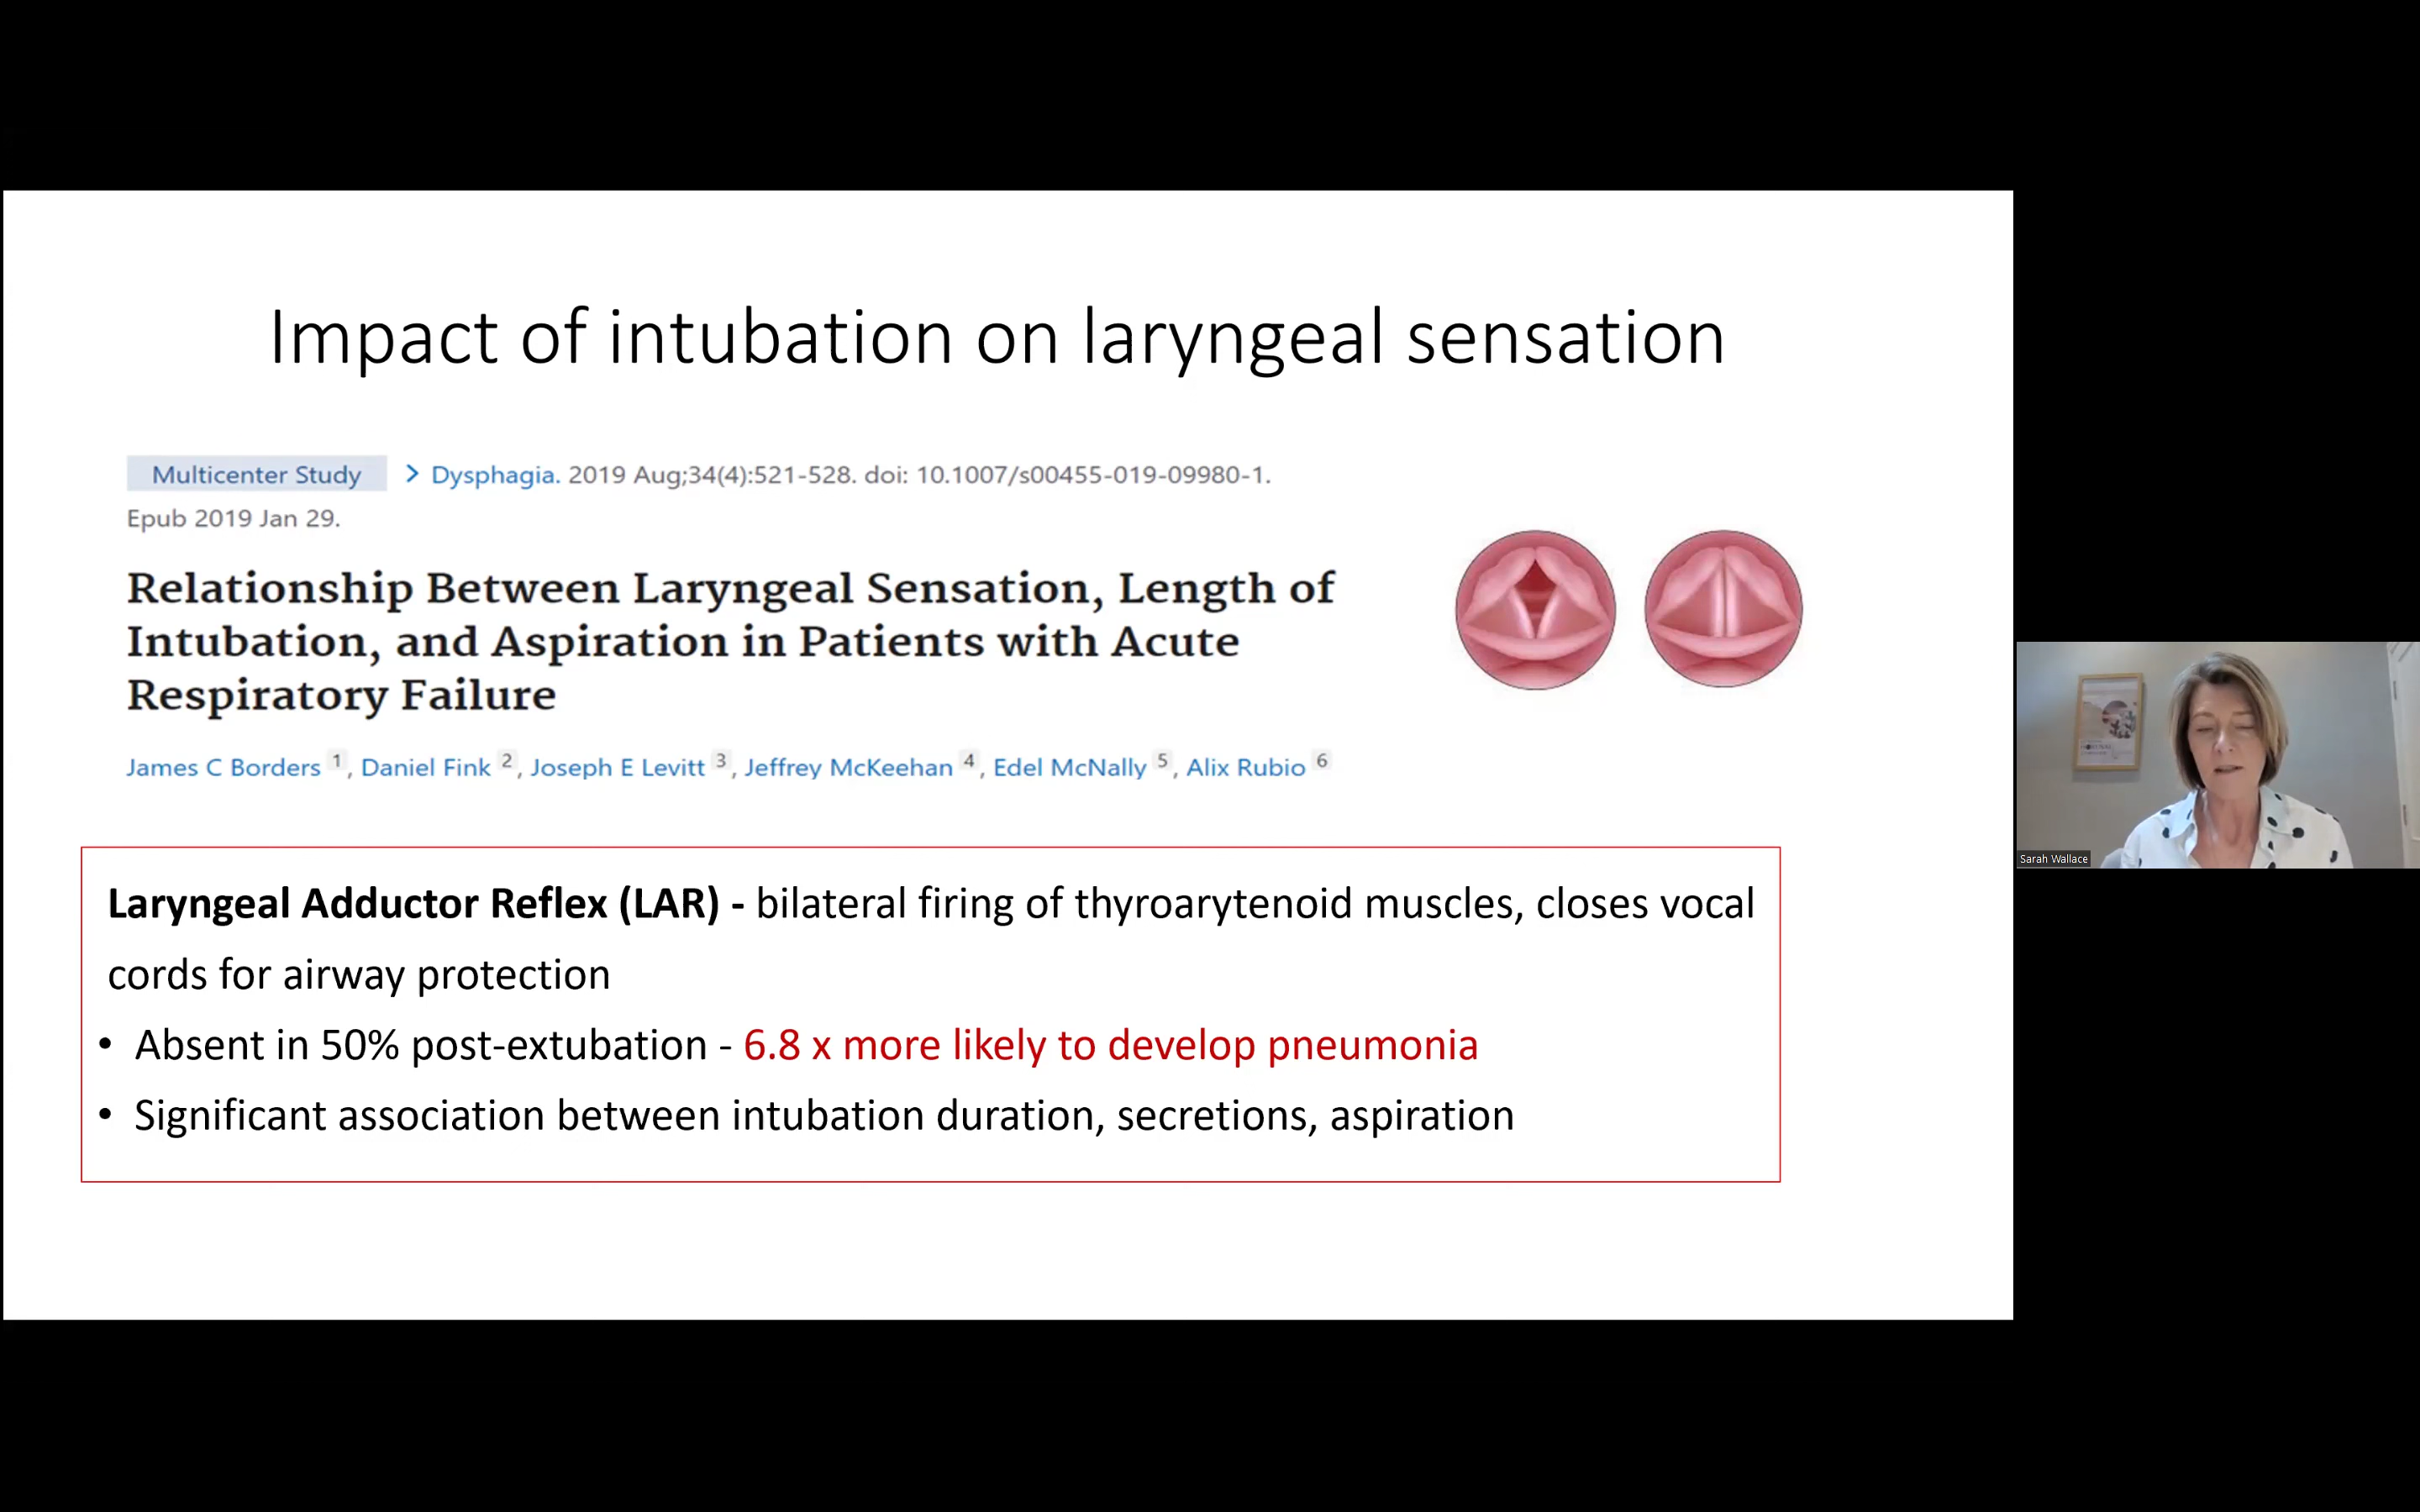 Impact of intubation on laryngeal sensation
Multicenter Study > Dysphagia. 2019 Aug;34(4):521-528. doi: 10.1007/s00455-019-09980-1.
Epub 2019 Jan 29.
Relationship Between Laryngeal Sensation, Length of
Intubation, and Aspiration in Patients with Acute
Respiratory Failure
James C Borders 1, Daniel Fink 2, Joseph E Levitt 3, Jeffrey McKeehan 4, Edel McNally 5, Alix Rubio 6
Laryngeal Adductor Reflex (LAR) - bilateral firing of thyroarytenoid muscles, closes vocal
cords for airway protection
• Absent in 50% post-extubation - 6.8 x more likely to develop pneumonia
• Significant association between intubation duration, secretions, aspiration
Sarah Wallace